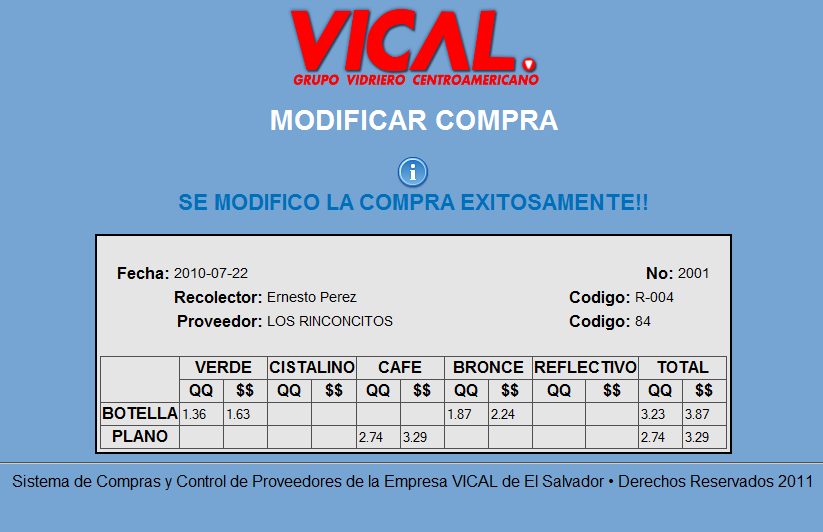 VICAL.
GRUPO VIDRIERO CENTROAMERICANO
MODIFICAR COMPRA
i
SE MODIFICO LA COMPRA EXITOSAMENTE!!
Fecha: 2010-07-22 No: 2001
Recolector: Ernesto Perez Codigo: R-004
Proveedor: LOS RINCONCITOS Codigo: 84
VERDE CISTALINO CAFE BRONCE REFLECTIVO TOTAL
QQ $$ QQ $$ QQ $$ QQ $$ QQ $$ QQ $$
BOTELLA 1.36 1.63 1.87 2.24 3.23 3.87
PLANO 2.74 3.29 2.74 3.29
Sistema de Compras y Control de Proveedores de la Empresa VICAL de El Salvador • Derechos Reservados 2011